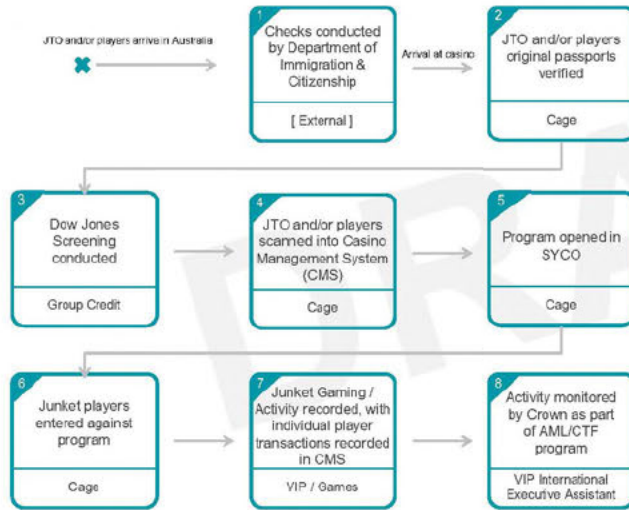 JTO and/or players arrive in Australia
1
Checks conducted
by Department of
Immigration &
Citizenship
[ External ]
Arrival at casino
2
JTO and/or players
original passports
verified
Cage
3
Dow Jones
Screening
conducted
Group Credit
4
JTO and/or players
scanned into Casino
Management System
(CMS)
Cage
5
Program opened in
SYCO
Cage
6
Junket players
entered against
program
Cage
7
Junket Gaming /
Activity recorded, with
individual player
transactions recorded
in CMS
VIP / Games
8
Activity monitored
by Crown as part
of AML/CTF
program
VIP International
Executive Assistant
DRA